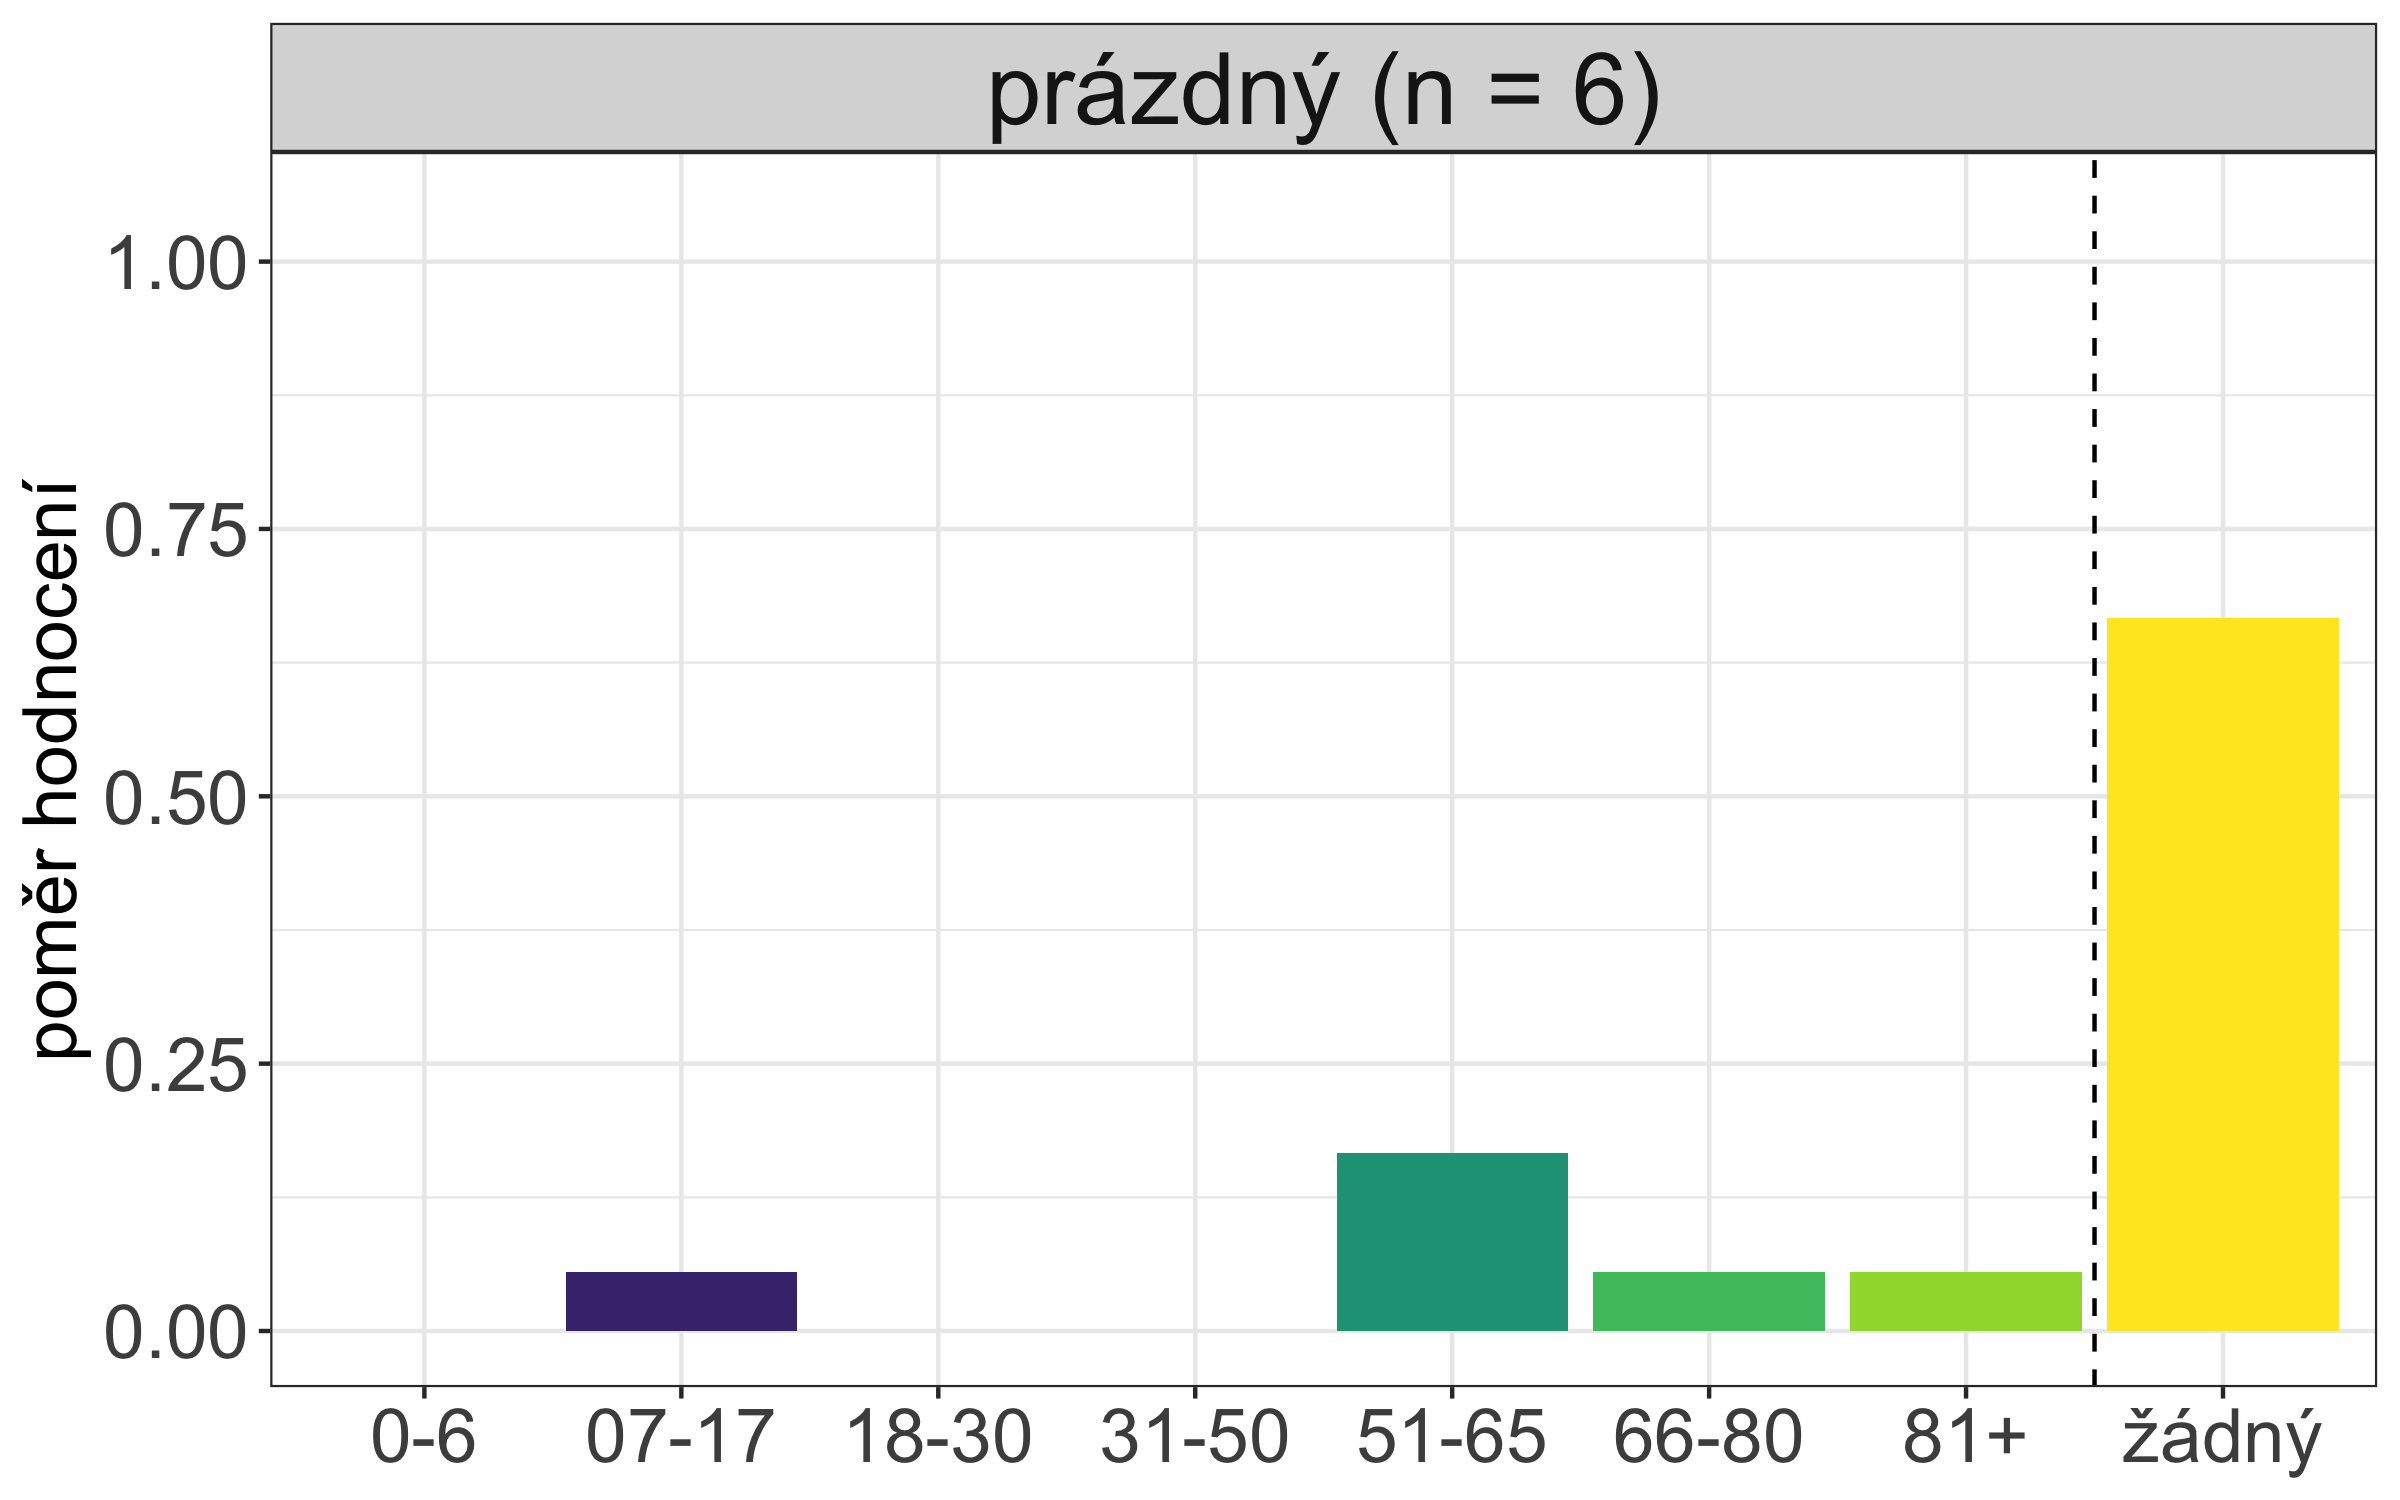 prázdný (n = 6)
poměr hodnocení
1.00
0.75
0.50
0.25
0.00
0-6 07-17 18-30 31-50 51-65 66-80 81+ žádný